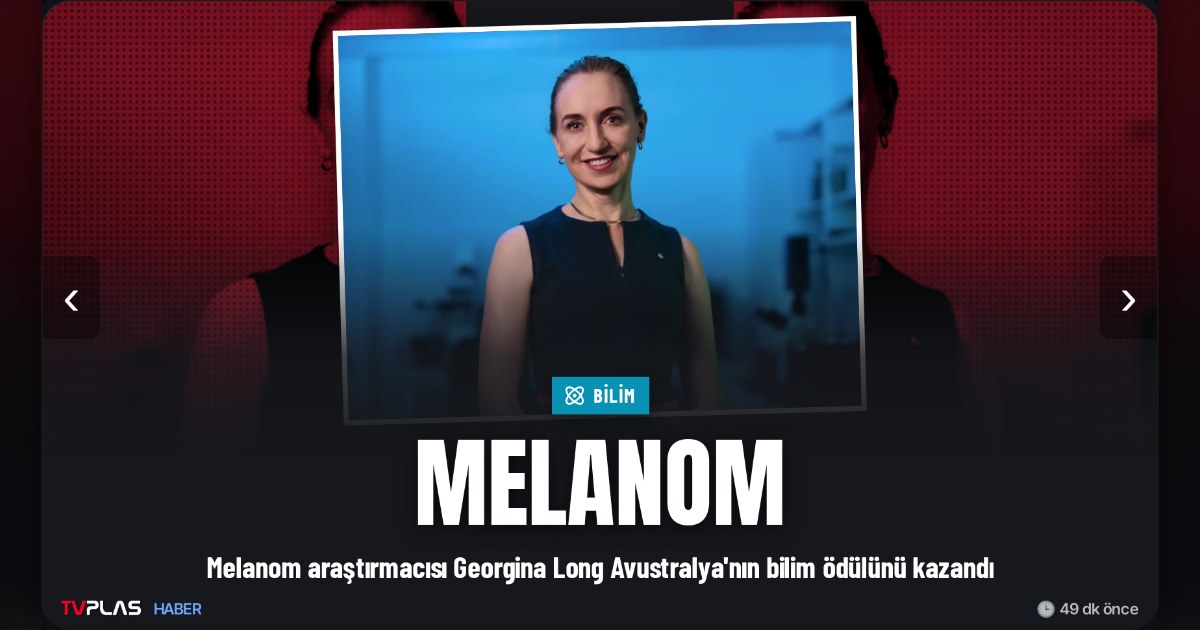 BİLİM
MELANOM
Melanom araştırmacısı Georgina Long Avustralya'nın bilim ödülünü kazandı
TVPLAS HABER
49 dk önce